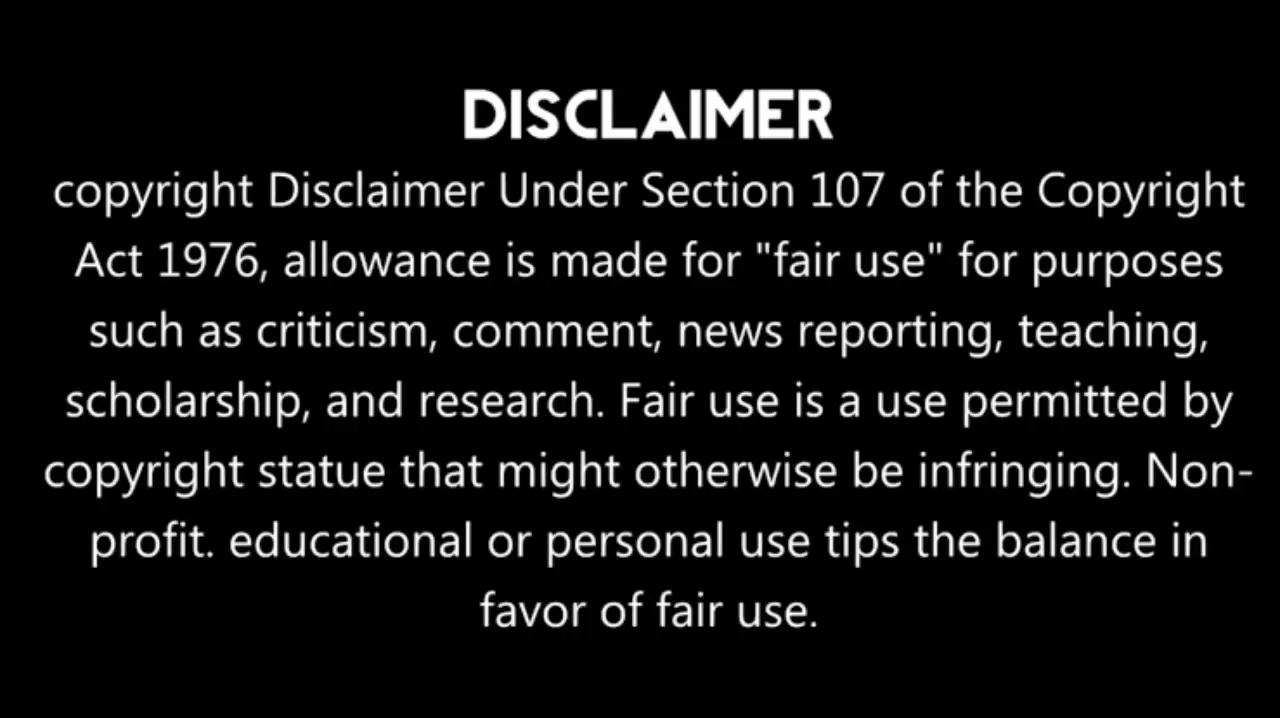 DISCLAIMER
copyright Disclaimer Under Section 107 of the Copyright
Act 1976, allowance is made for "fair use" for purposes
such as criticism, comment, news reporting, teaching,
scholarship, and research. Fair use is a use permitted by
copyright statue that might otherwise be infringing. Non-
profit. educational or personal use tips the balance in
favor of fair use.